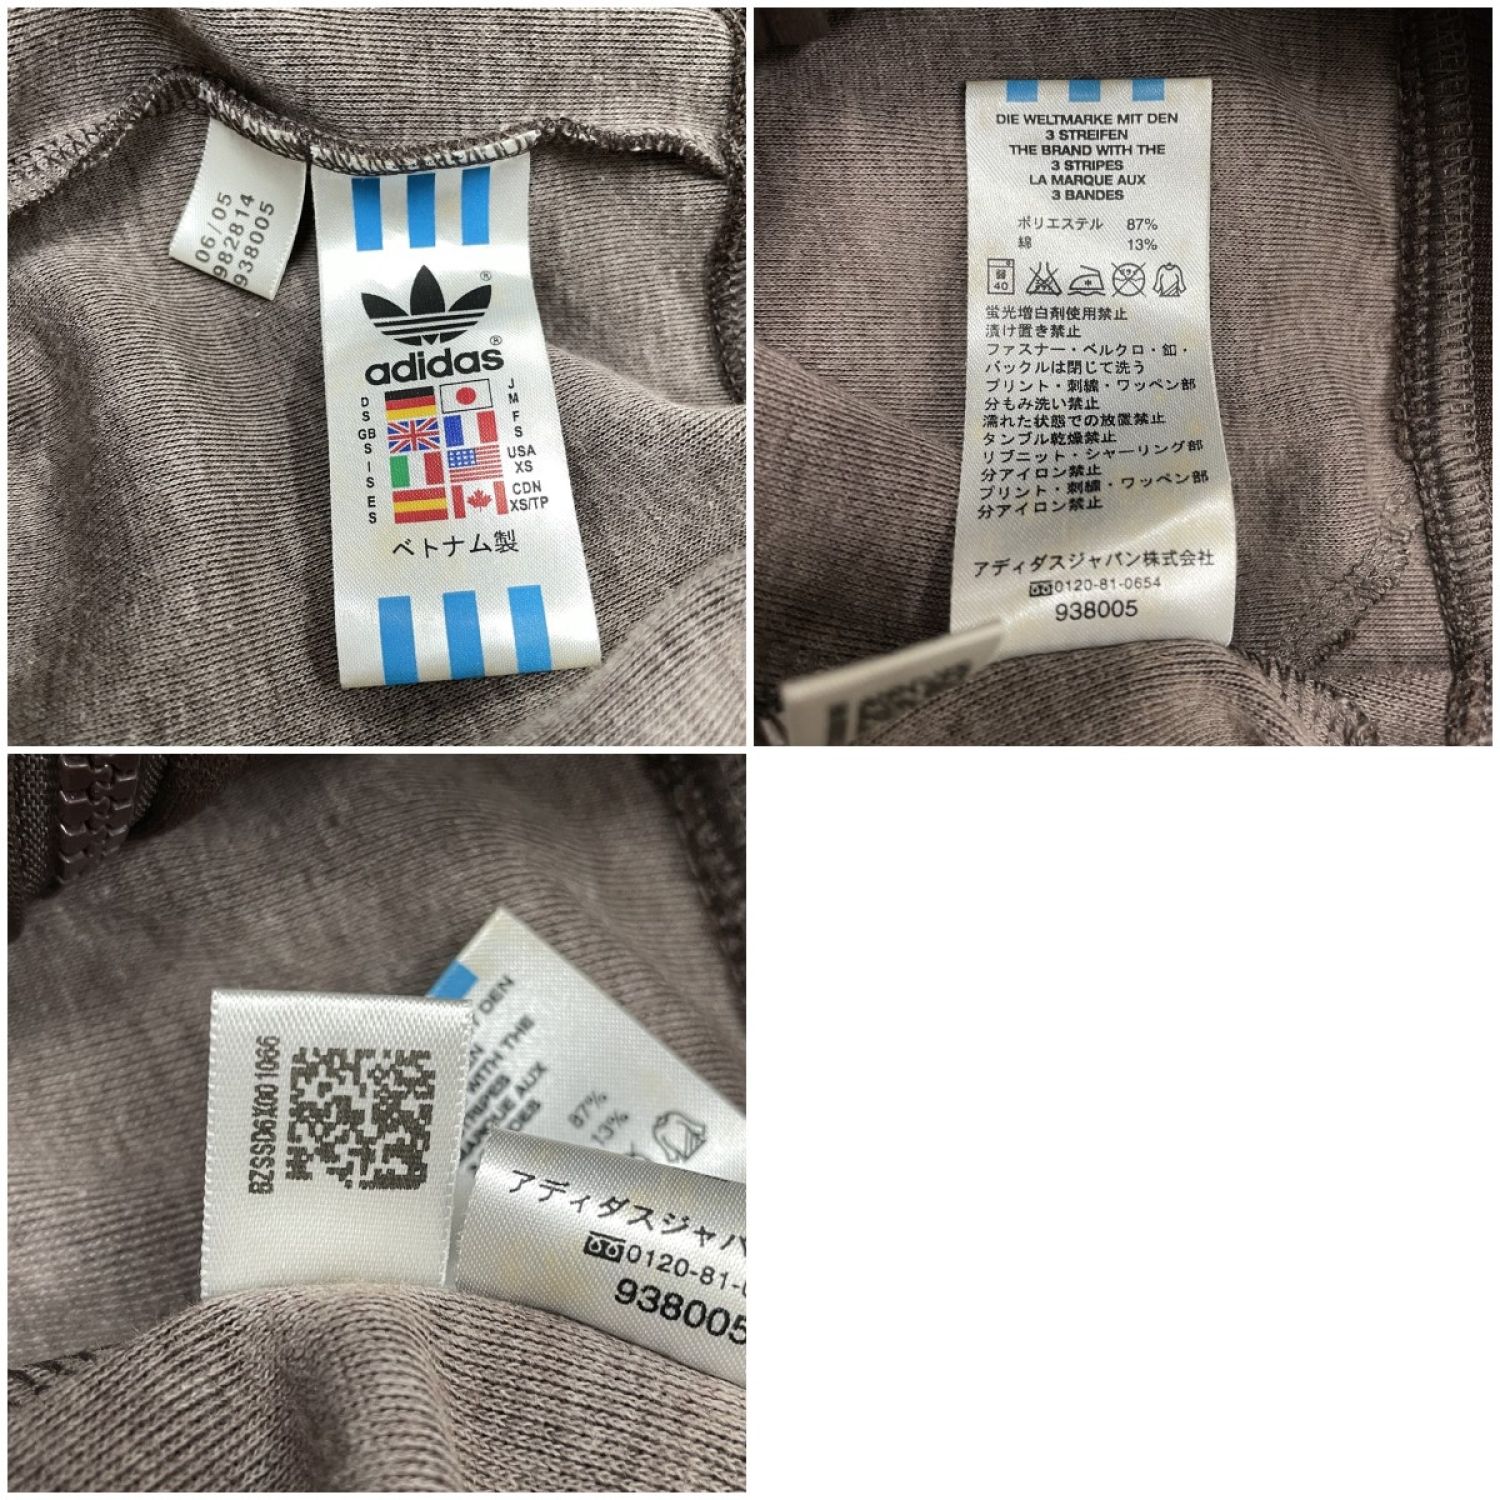 06/05
982814
938005
adidas
D
S
J
M
GB
S
F
S
I
S
USA
XS
E
S
CDN
XS/TP
ベトナム製
DIE WELTMARKE MIT DEN
3 STREIFEN
THE BRAND WITH THE
3 STRIPES
LA MARQUE AUX
3 BANDES
ポリエステル 87%
綿 13%
40
蛍光増白剤使用禁止
漬け置き禁止
ファスナー・ベルクロ・釦・
バックルは閉じて洗う
プリント・刺繍・ワッペン部
分もみ洗い禁止
濡れた状態での放置禁止
タンブル乾燥禁止
リブニット・シャーリング部
分アイロン禁止
プリント・刺繍・ワッペン部
分アイロン禁止
アディダスジャパン株式会社
0120-81-0654
938005
BZSSD6X001066
DEN
WITH THE
AUX
87%
13%
アディダスジャパ
0120-81-
938005